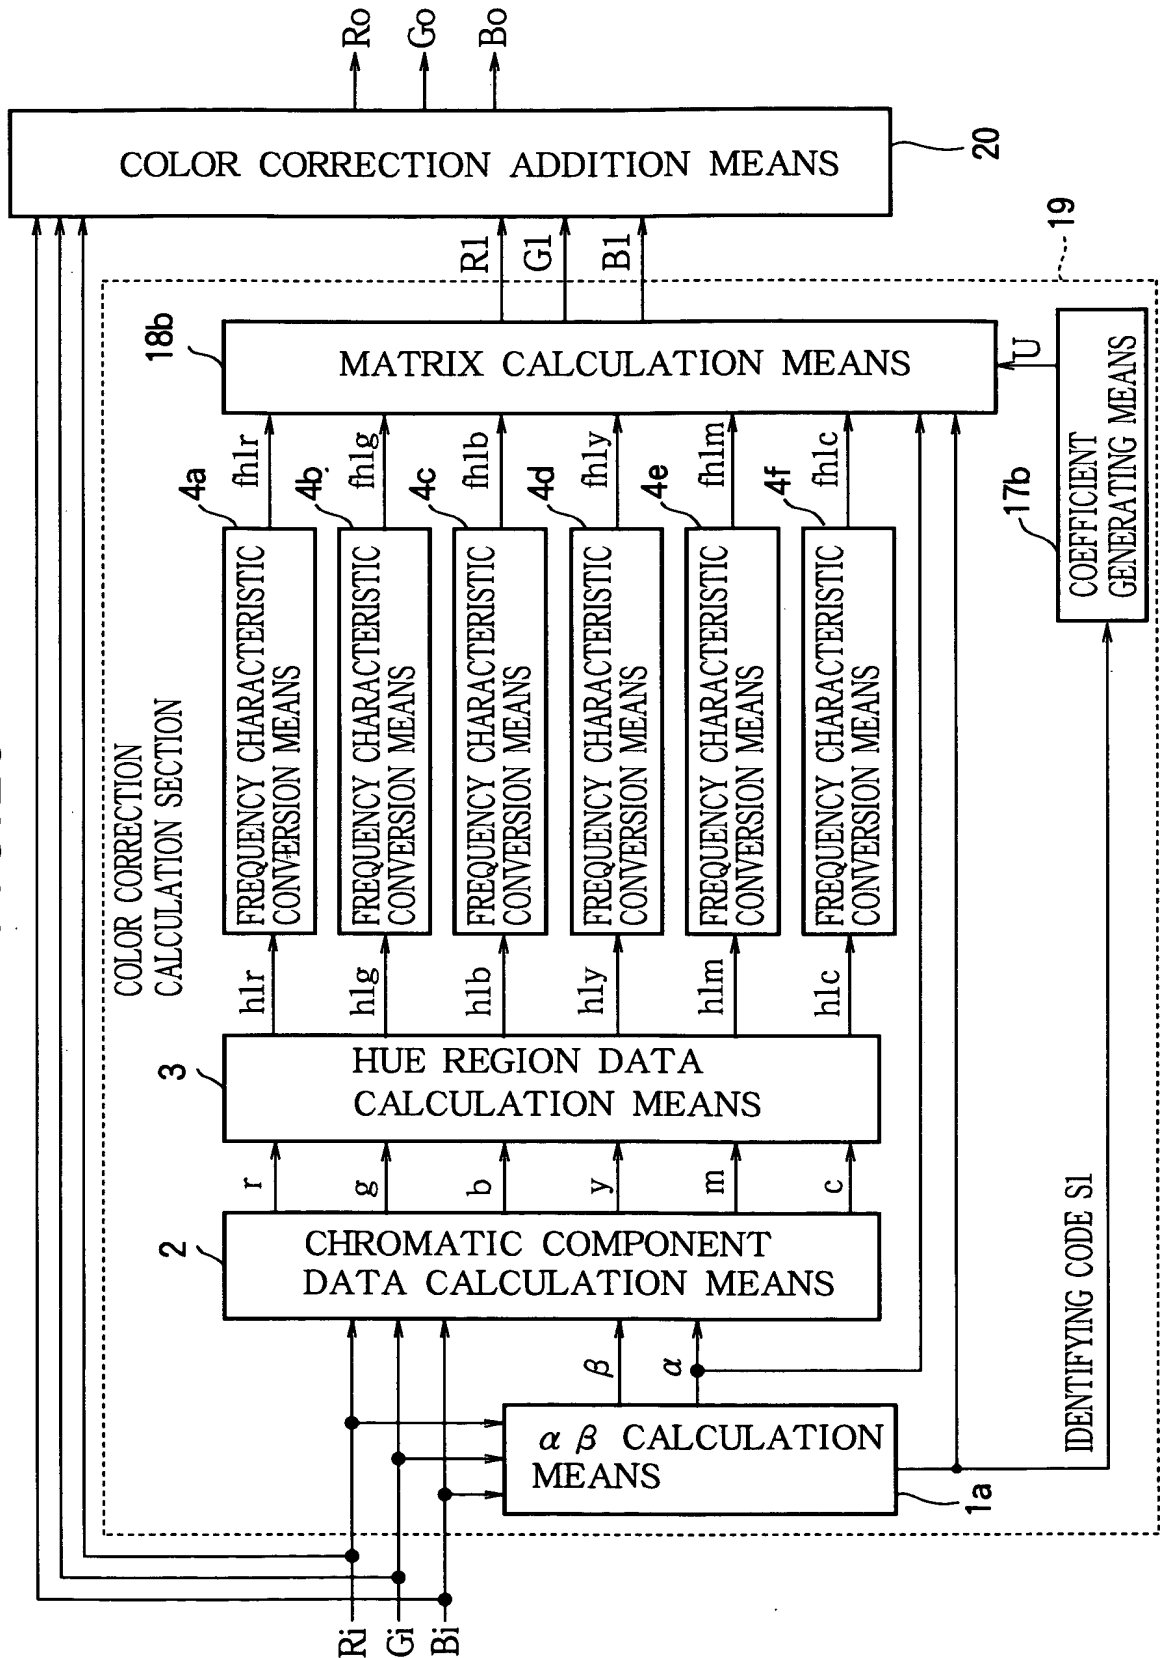 COLOR CORRECTION
CALCULATION SECTION
Ri
Gi
Bi
α β CALCULATION
MEANS
1a
β
α
IDENTIFYING CODE S1
2
CHROMATIC COMPONENT
DATA CALCULATION MEANS
r
g
b
y
m
c
3
HUE REGION DATA
CALCULATION MEANS
h1r
h1g
h1b
h1y
h1m
h1c
FREQUENCY CHARACTERISTIC
CONVERSION MEANS
4a
FREQUENCY CHARACTERISTIC
CONVERSION MEANS
4b
FREQUENCY CHARACTERISTIC
CONVERSION MEANS
4c
FREQUENCY CHARACTERISTIC
CONVERSION MEANS
4d
FREQUENCY CHARACTERISTIC
CONVERSION MEANS
4e
FREQUENCY CHARACTERISTIC
CONVERSION MEANS
4f
fh1r
fh1g
fh1b
fh1y
fh1m
fh1c
18b
MATRIX CALCULATION MEANS
U
COEFFICIENT
GENERATING MEANS
17b
19
R1
G1
B1
COLOR CORRECTION ADDITION MEANS
20
Ro
Go
Bo